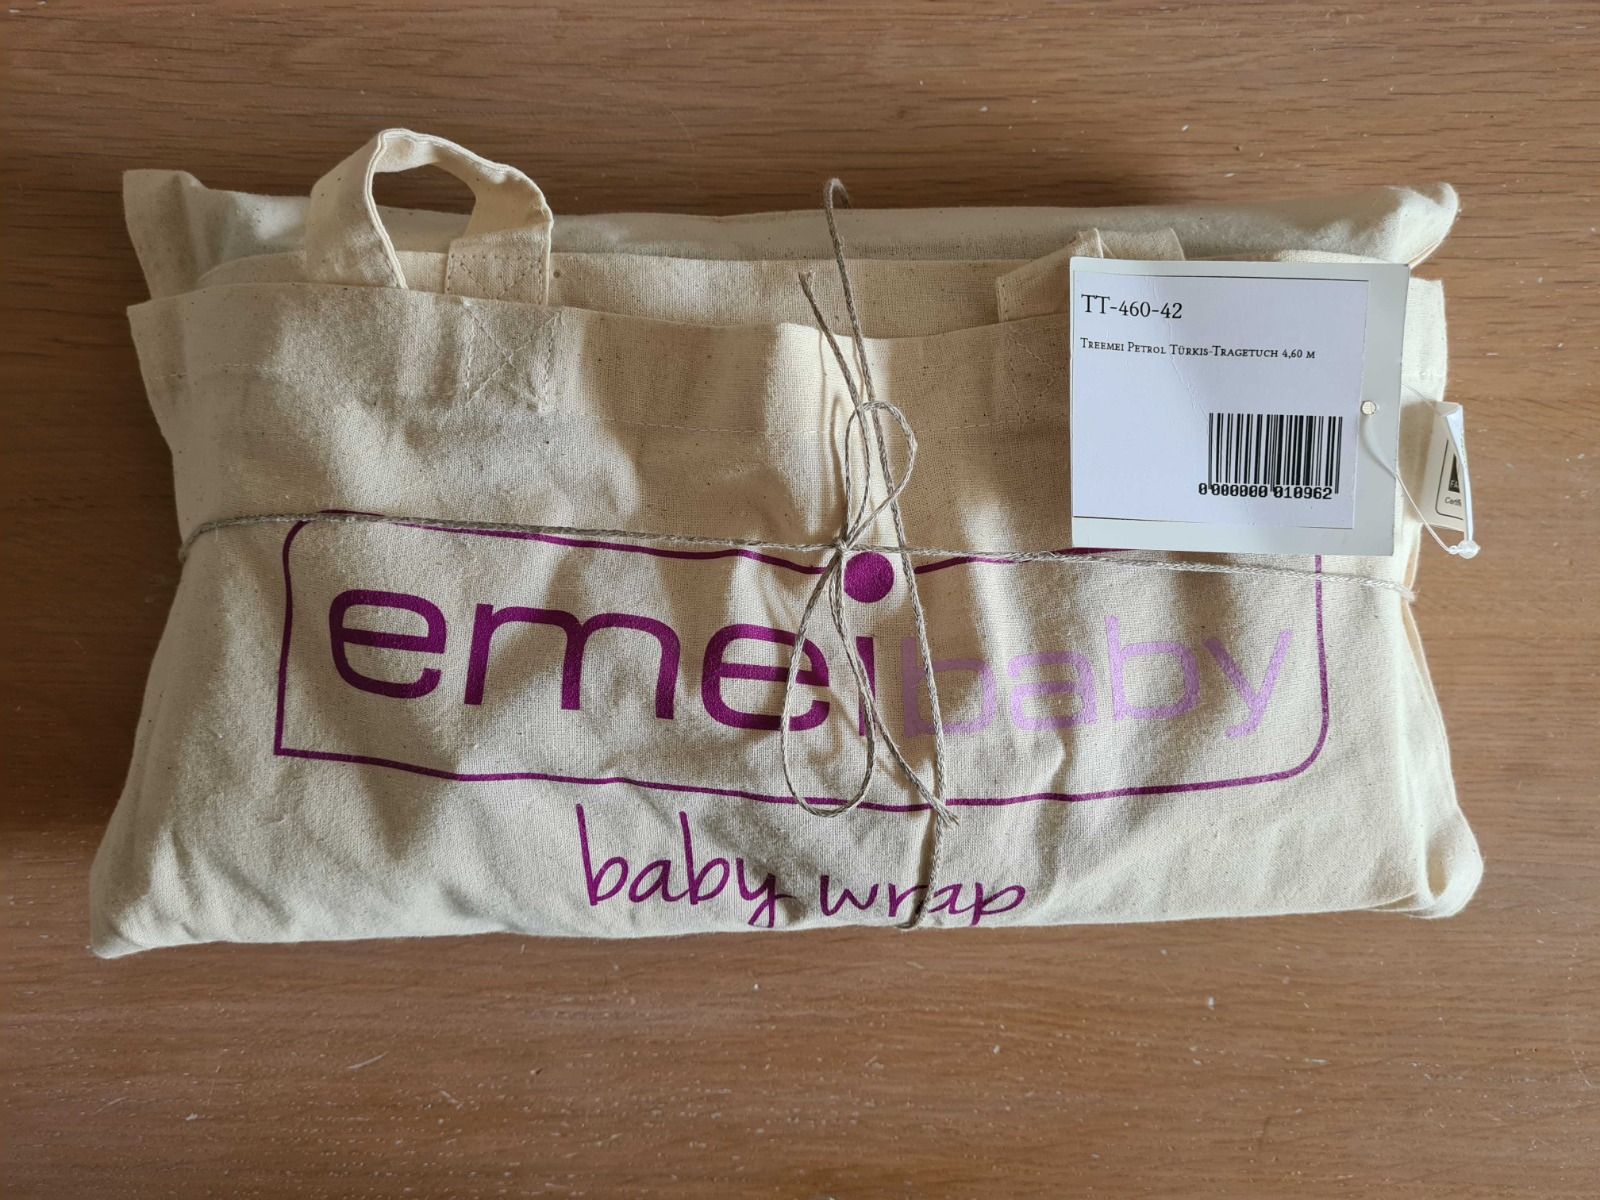 TT-460-42
Treemei Petrol Türkis-Tragetuch 4,60 m
0 000000 010962
emeibaby
baby wrap